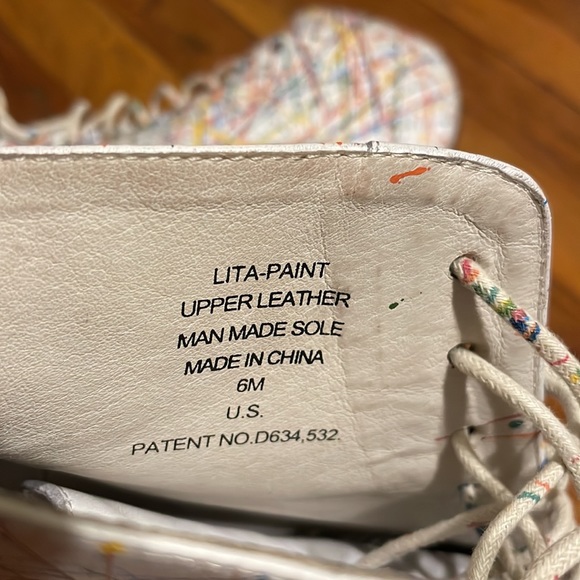 LITA-PAINT
UPPER LEATHER
MAN MADE SOLE
MADE IN CHINA
6M
U.S.
PATENT NO.D634,532.